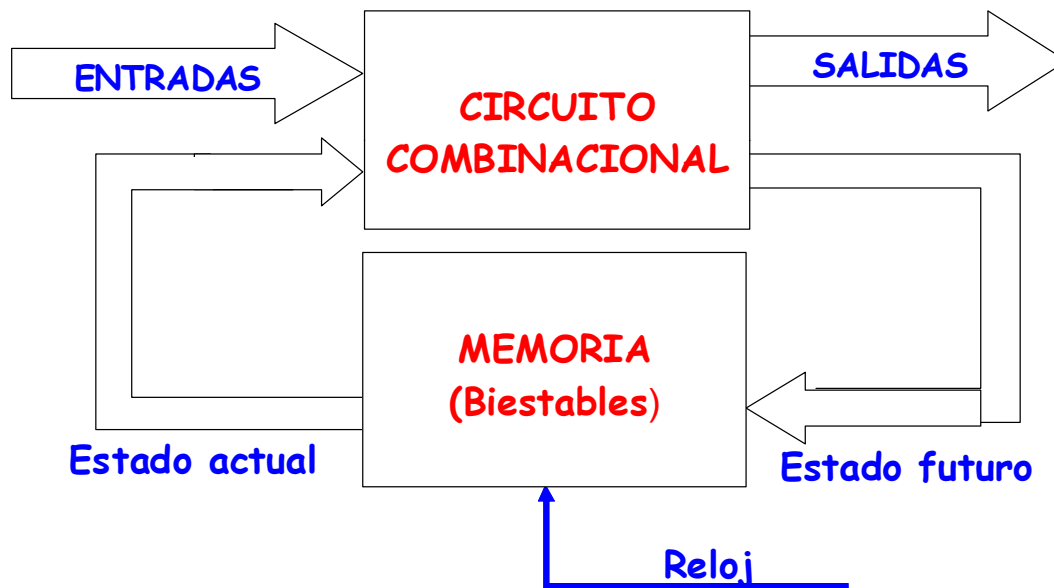 ENTRADAS
SALIDAS
CIRCUITO
COMBINACIONAL
MEMORIA
(Biestables)
Estado actual
Estado futuro
Reloj